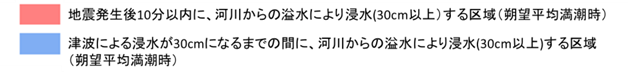 地震発生後10分以内に、河川からの溢水により浸水(30cm以上）する区域（朔望平均満潮時）
津波による浸水が30cmになるまでの間に、河川からの溢水により浸水(30cm以上)する区域
（朔望平均満潮時）